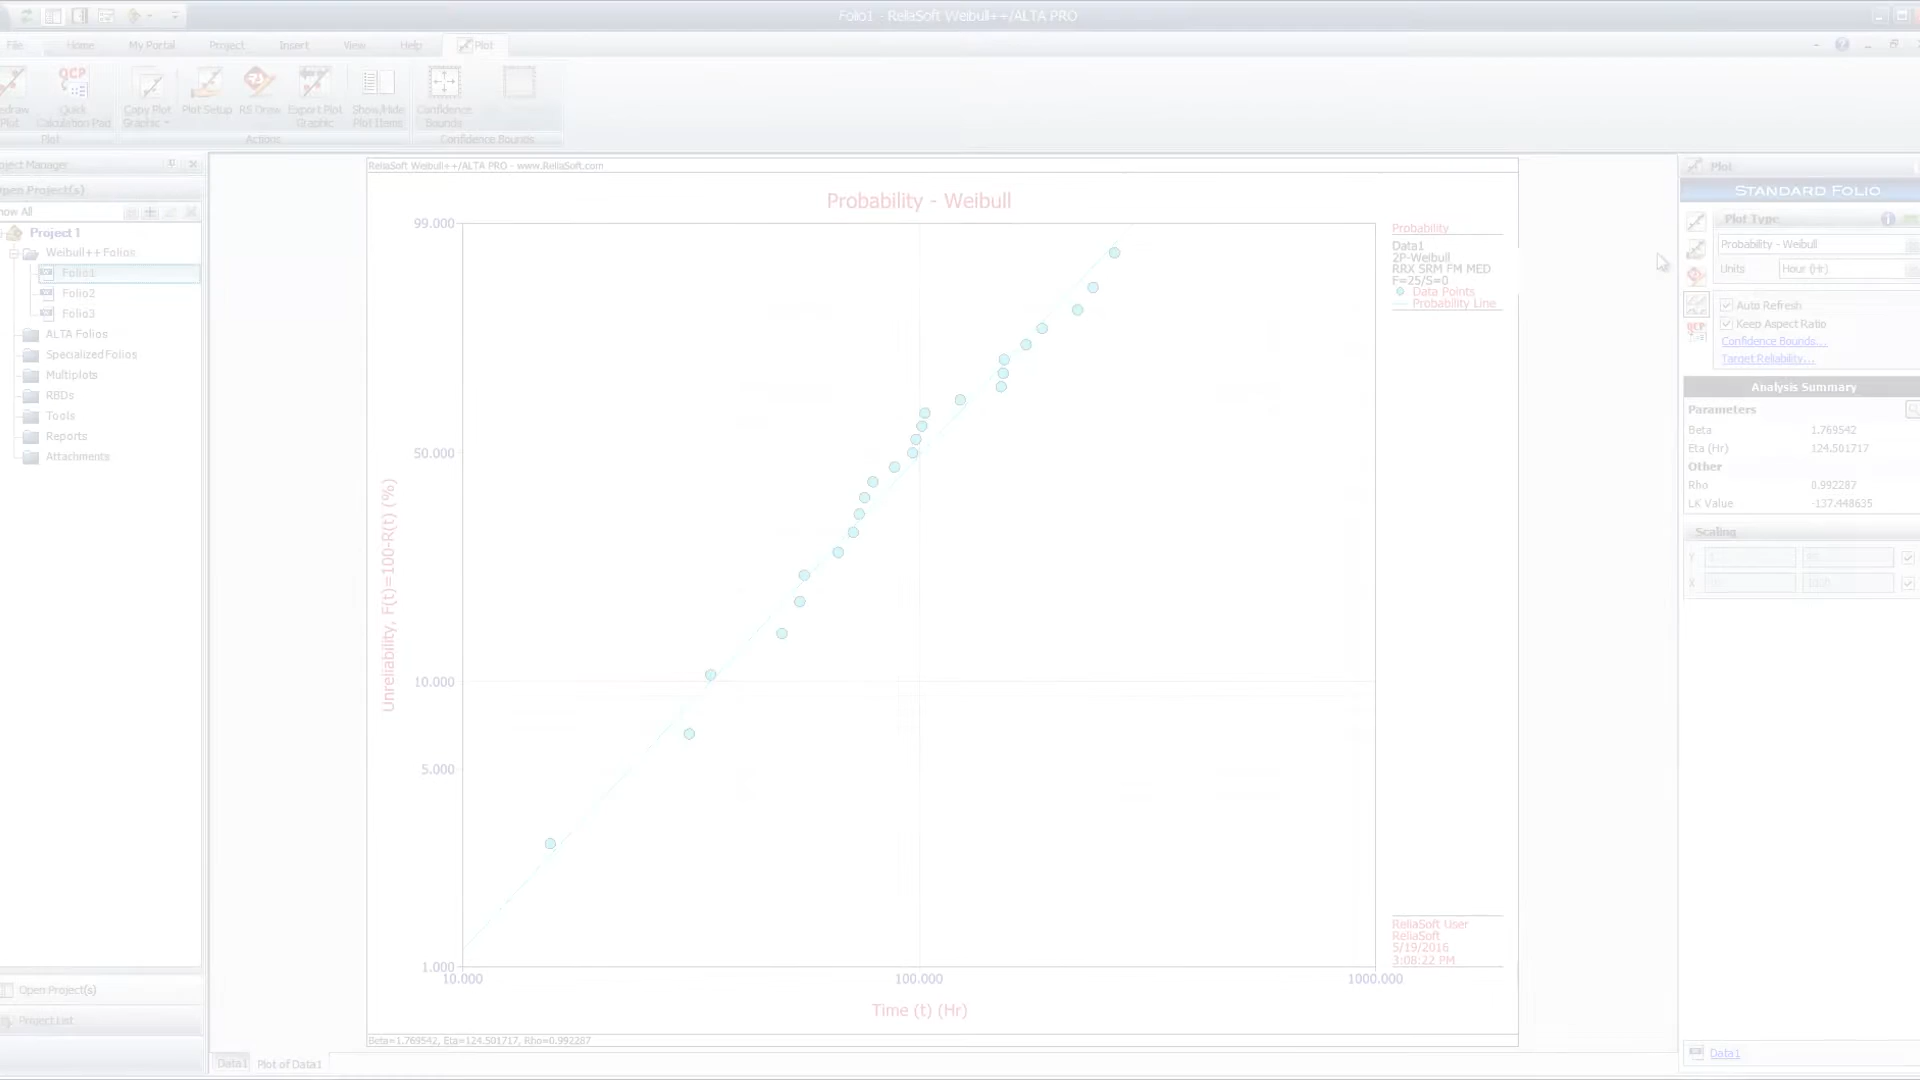 Folio1 - ReliaSoft Weibull++/ALTA PRO
File Home My Portal Project Insert View Help Plot
QCP
Plot Quick Calculation Pad
Copy Plot Graphic
Plot Setup
RS Draw
Export Plot Graphic
Show/Hide Plot Items
Confidence Bounds
Plot Actions Confidence Bounds
Project 1
Weibull++ Folios
Folio1
Folio2
Folio3
ALTA Folios
Specialized Folios
Multiplots
RBDs
Tools
Reports
Attachments
Open Project(s)
Project List
ReliaSoft Weibull++/ALTA PRO - www.ReliaSoft.com
Probability - Weibull
99.000
50.000
10.000
5.000
1.000
Unreliability, F(t)=100-R(t) (%)
10.000 100.000 1000.000
Time (t) (Hr)
Probability
Data1
2P-Weibull
RRX SRM FM MED
F=25/S=0
Data Points
Probability Line
ReliaSoft User
ReliaSoft
5/19/2016
3:08:22 PM
Beta=1.769542, Eta=124.501717, Rho=0.992287
Data1 Plot of Data1
Plot
STANDARD FOLIO
Plot Type
Probability - Weibull
Units Hour (Hr)
Auto Refresh
Keep Aspect Ratio
Confidence Bounds...
Target Reliability...
Analysis Summary
Parameters
Beta 1.769542
Eta (Hr) 124.501717
Other
Rho 0.992287
LK Value -137.448635
Scaling
Y
X
Data1